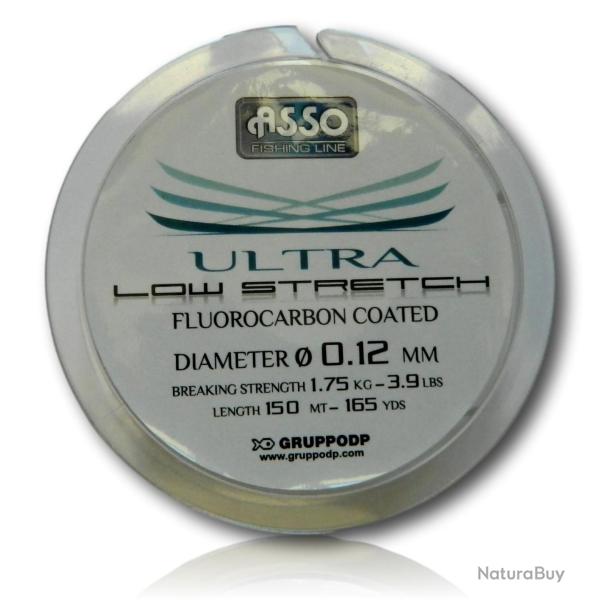 ASSO
FISHING LINE
ULTRA
LOW STRETCH
FLUOROCARBON COATED
DIAMETER Ø 0.12 MM
BREAKING STRENGTH 1.75 KG - 3.9 LBS
LENGTH 150 MT - 165 YDS
GRUPPODP
www.gruppodp.com
NaturaBuy